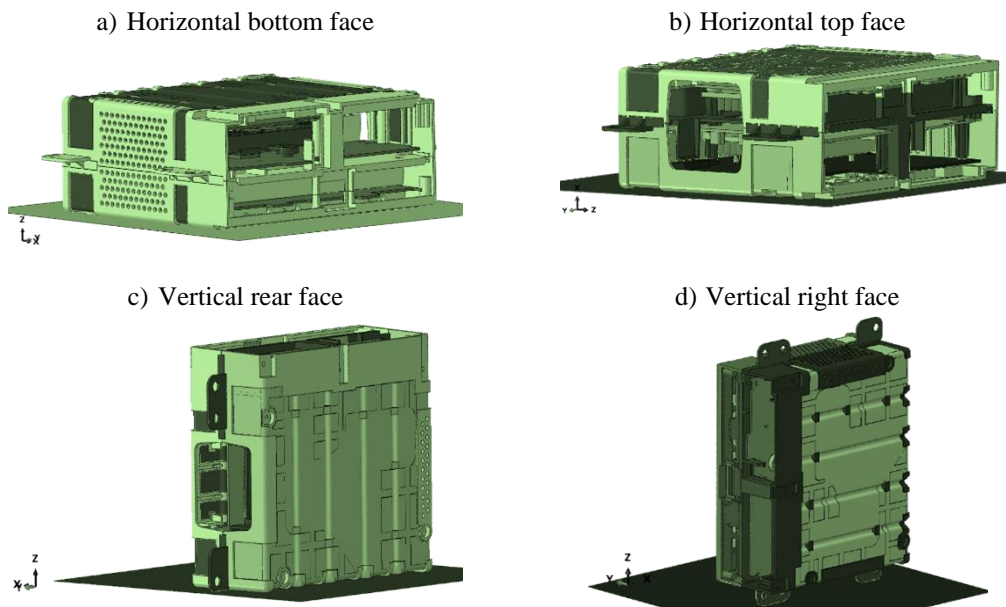 a) Horizontal bottom face
b) Horizontal top face
Z
Y
Z
c) Vertical rear face
d) Vertical right face
Z
Z
Y
X